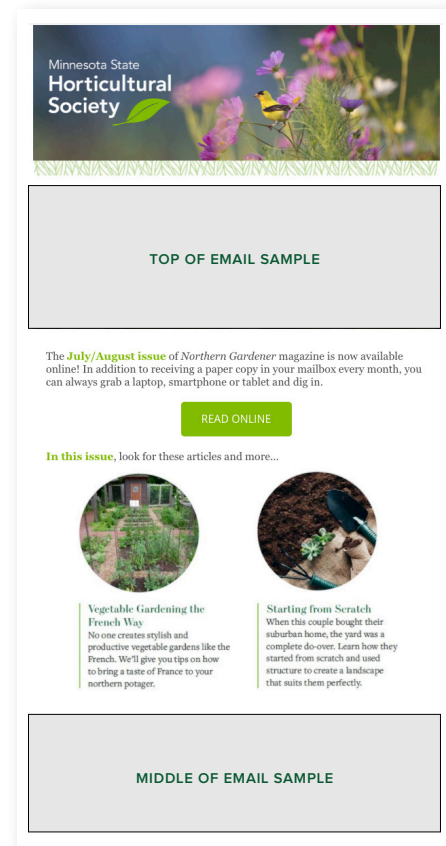 Minnesota State
Horticultural
Society
TOP OF EMAIL SAMPLE
The July/August issue of Northern Gardener magazine is now available
online! In addition to receiving a paper copy in your mailbox every month, you
can always grab a laptop, smartphone or tablet and dig in.
READ ONLINE
In this issue, look for these articles and more...
Vegetable Gardening the
French Way
No one creates stylish and
productive vegetable gardens like the
French. We'll give you tips on how
to bring a taste of France to your
northern potager.
Starting from Scratch
When this couple bought their
suburban home, the yard was a
complete do-over. Learn how they
started from scratch and used
structure to create a landscape
that suits them perfectly.
MIDDLE OF EMAIL SAMPLE